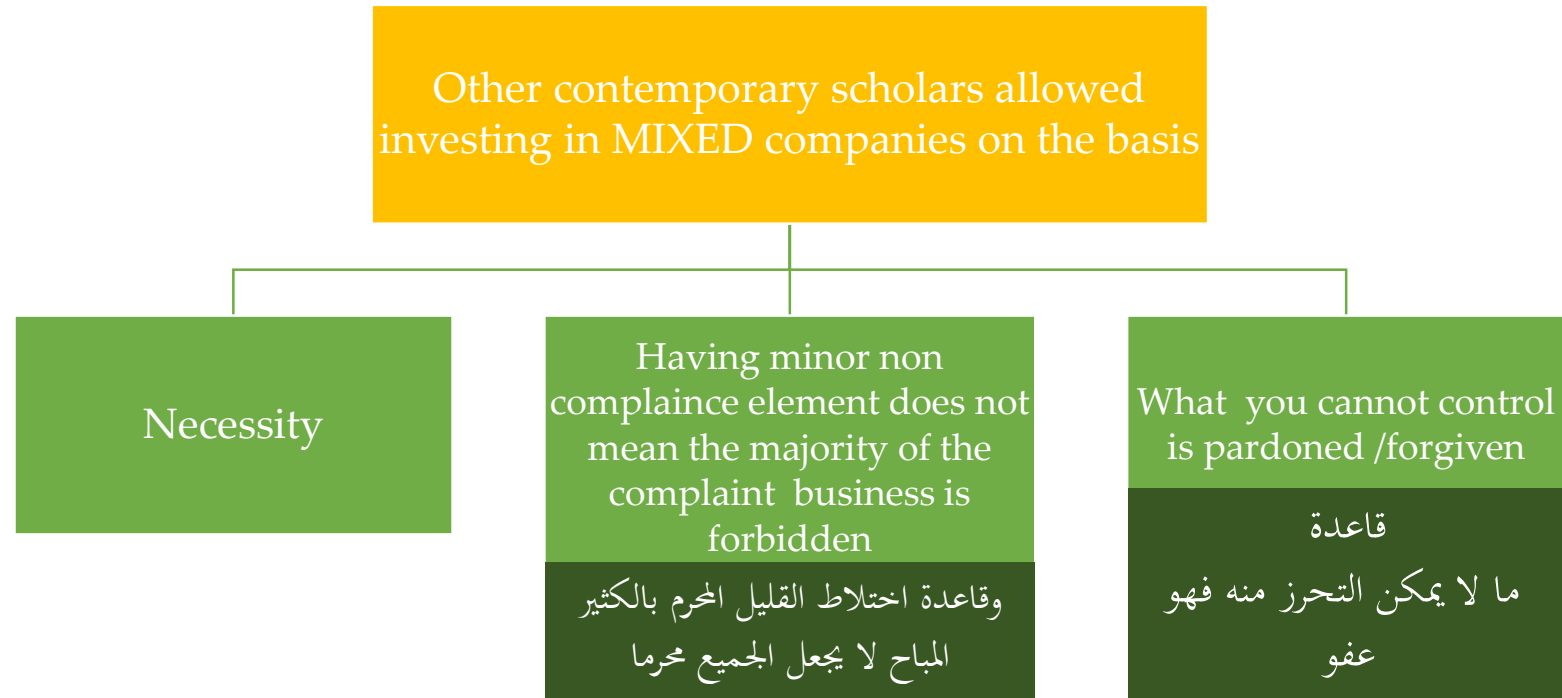 Other contemporary scholars allowed
investing in MIXED companies on the basis
Necessity
Having minor non
complaince element does not
mean the majority of the
complaint business is
forbidden
وقاعدة اختلاط القليل المحرم بالكثير
المباح لا يجعل الجميع محرما
What you cannot control
is pardoned /forgiven
قاعدة
ما لا يمكن التحرز منه فهو
عفو